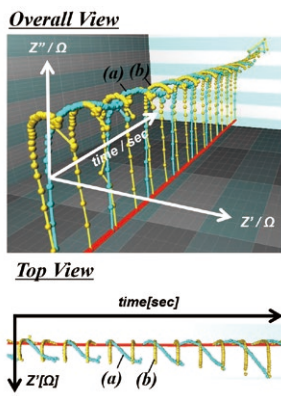 Overall View
Z'' / Ω
(a) (b)
time / sec
Z' / Ω
Top View
time[sec]
(a) (b)
Z'[Ω]